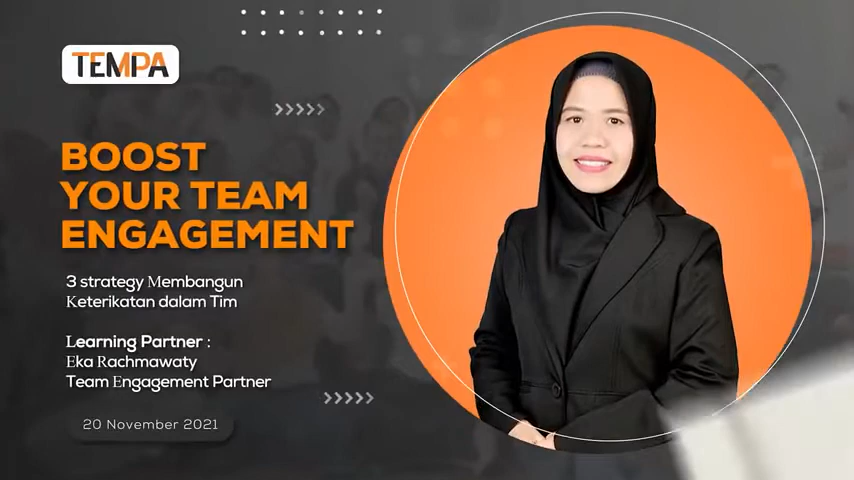 TEMPA
BOOST
YOUR TEAM
ENGAGEMENT
3 strategy Membangun
Keterikatan dalam Tim
Learning Partner :
Eka Rachmawaty
Team Engagement Partner
20 November 2021